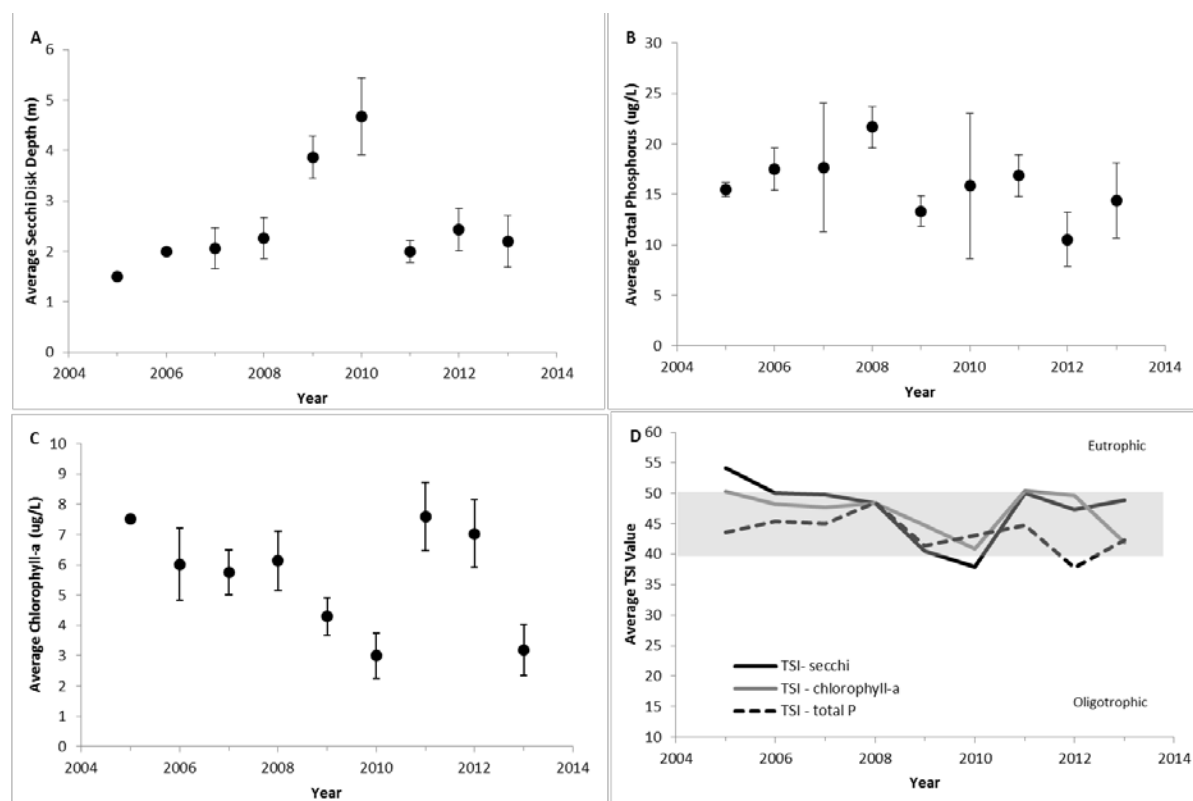 A
Average Secchi Disk Depth (m)
6
5
4
3
2
1
0
2004 2006 2008 2010 2012 2014
Year
B
Average Total Phosphorus (ug/L)
30
25
20
15
10
5
0
2004 2006 2008 2010 2012 2014
Year
C
Average Chlorophyll-a (ug/L)
10
9
8
7
6
5
4
3
2
1
0
2004 2006 2008 2010 2012 2014
Year
D
Average TSI Value
60
55
50
45
40
35
30
25
20
15
10
Eutrophic
TSI- secchi
TSI - chlorophyll-a
TSI - total P
Oligotrophic
2004 2006 2008 2010 2012 2014
Year